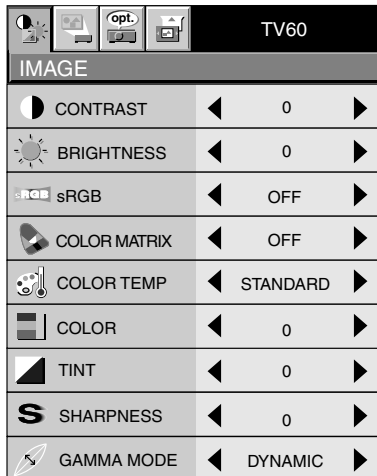 opt. TV60
IMAGE
CONTRAST 0
BRIGHTNESS 0
sRGB sRGB OFF
COLOR MATRIX OFF
COLOR TEMP STANDARD
COLOR 0
TINT 0
S SHARPNESS 0
GAMMA MODE DYNAMIC